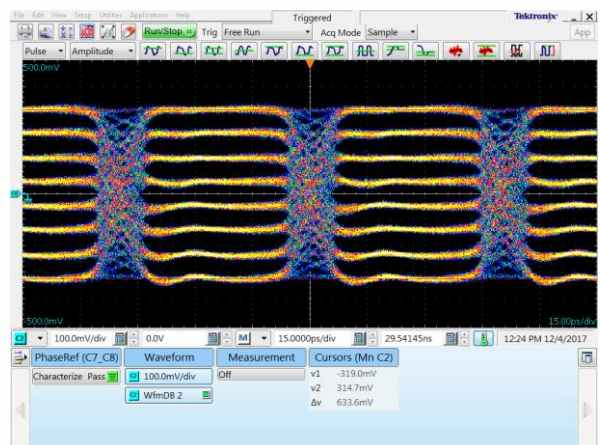 File Edit View Setup Utilities Applications Help Triggered Tektronix
Run/Stop Trig Free Run Acq Mode Sample App
Pulse Amplitude
500.0mV
-500.0mV 15.00ps/div
C2 100.0mV/div 0.0V M 15.0000ps/div 29.54145ns 12:24 PM 12/4/2017
PhaseRef (C7_C8) Waveform Measurement Cursors (Mn C2)
Characterize Pass C2 100.0mV/div Off v1 -319.0mV
C2 WfmDB 2 v2 314.7mV
Δv 633.6mV